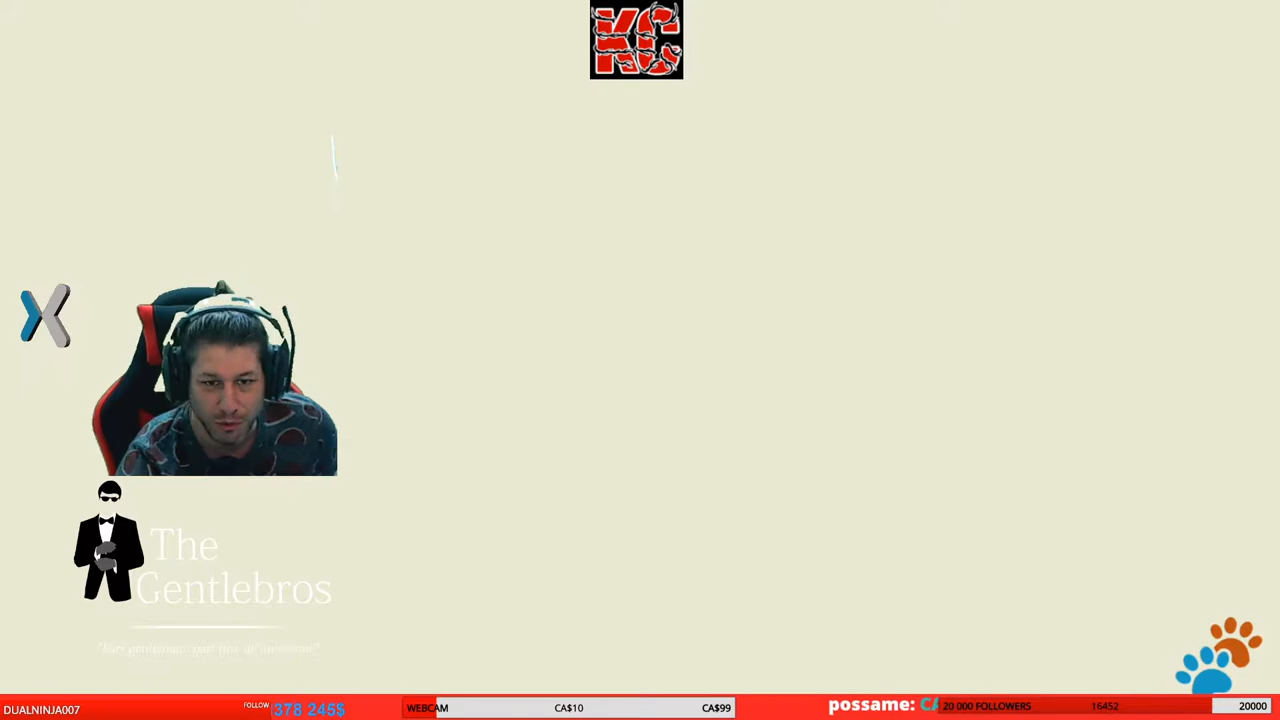 KC
The
Gentlebros
DUALNINJA007
FOLLOW
378 245$
WEBCAM CA$10 CA$99
possame:
20 000 FOLLOWERS 16452 20000